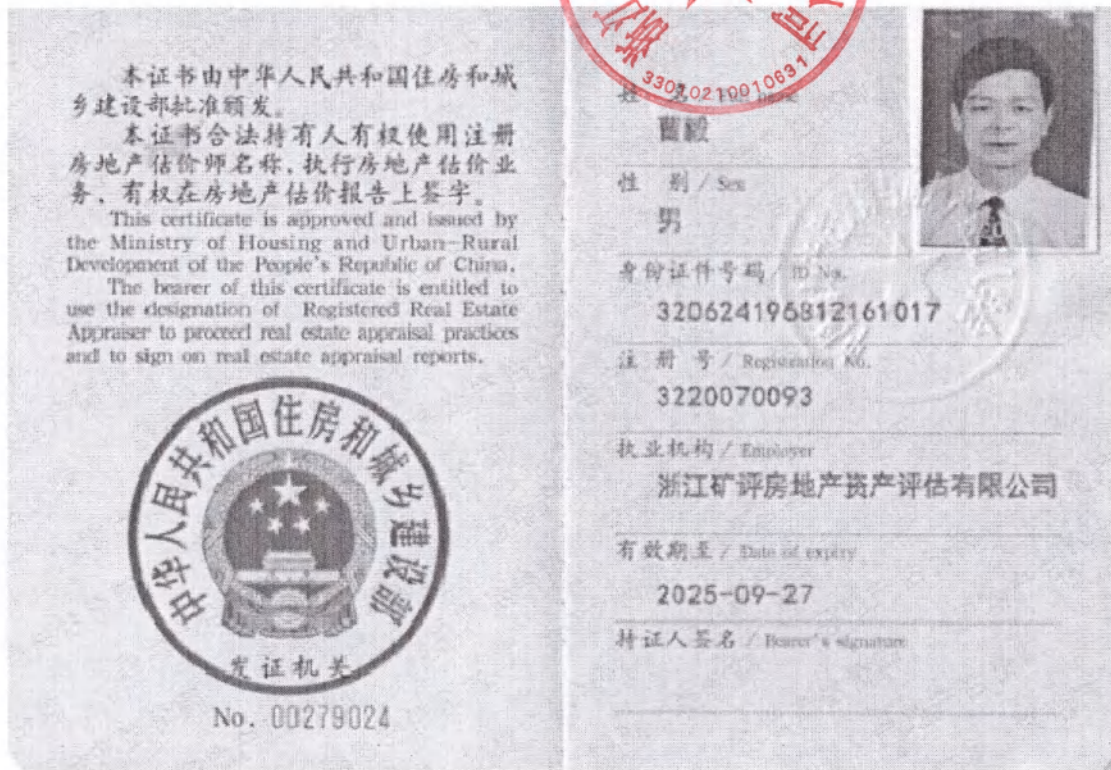 本证书由中华人民共和国住房和城
乡建设部批准颁发。
本证书合法持有人有权使用注册
房地产估价师名称，执行房地产估价业
务，有权在房地产估价报告上签字。
This certificate is approved and issued by
the Ministry of Housing and Urban-Rural
Development of the People's Republic of China.
The bearer of this certificate is entitled to
use the designation of Registered Real Estate
Appraiser to proceed real estate appraisal practices
and to sign on real estate appraisal reports.
中华人民共和国住房和城乡建设部
发证机关
No. 00279024
浙江
司
33010210010631
姓 名 / Full name
曹毅
性 别 / Sex
男
身份证件号码 / ID No.
320624196812161017
注 册 号 / Registration No.
3220070093
执业机构 / Employer
浙江矿评房地产资产评估有限公司
有效期至 / Date of expiry
2025-09-27
持证人签名 / Bearer's signature